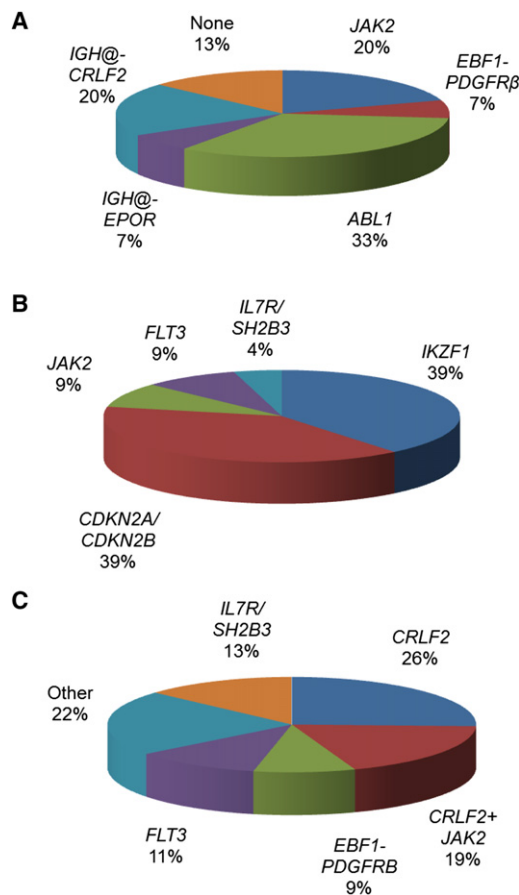 A
None
13%
JAK2
20%
EBF1-
PDGFRβ
7%
IGH@-
CRLF2
20%
IGH@-
EPOR
7%
ABL1
33%
B
IL7R/
SH2B3
4%
FLT3
9%
JAK2
9%
IKZF1
39%
CDKN2A/
CDKN2B
39%
C
IL7R/
SH2B3
13%
CRLF2
26%
Other
22%
FLT3
11%
EBF1-
PDGFRB
9%
CRLF2+
JAK2
19%